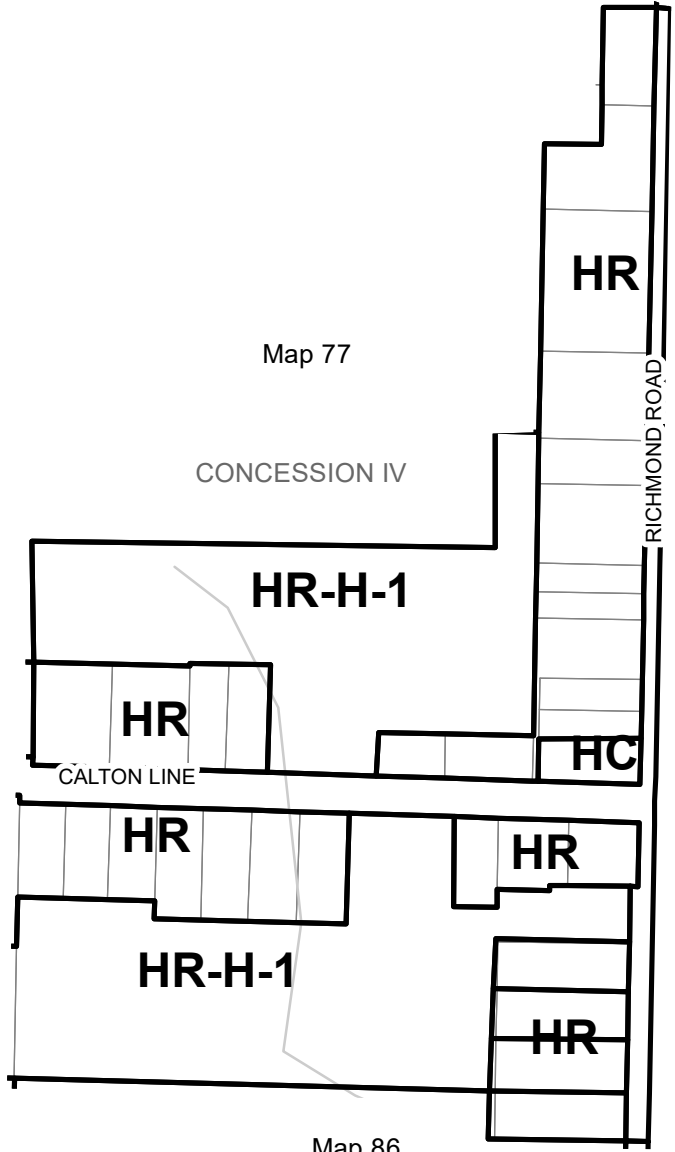 HR
Map 77
RICHMOND ROAD
CONCESSION IV
HR-H-1
HR
HC
CALTON LINE
HR
HR
HR-H-1
HR
Map 86